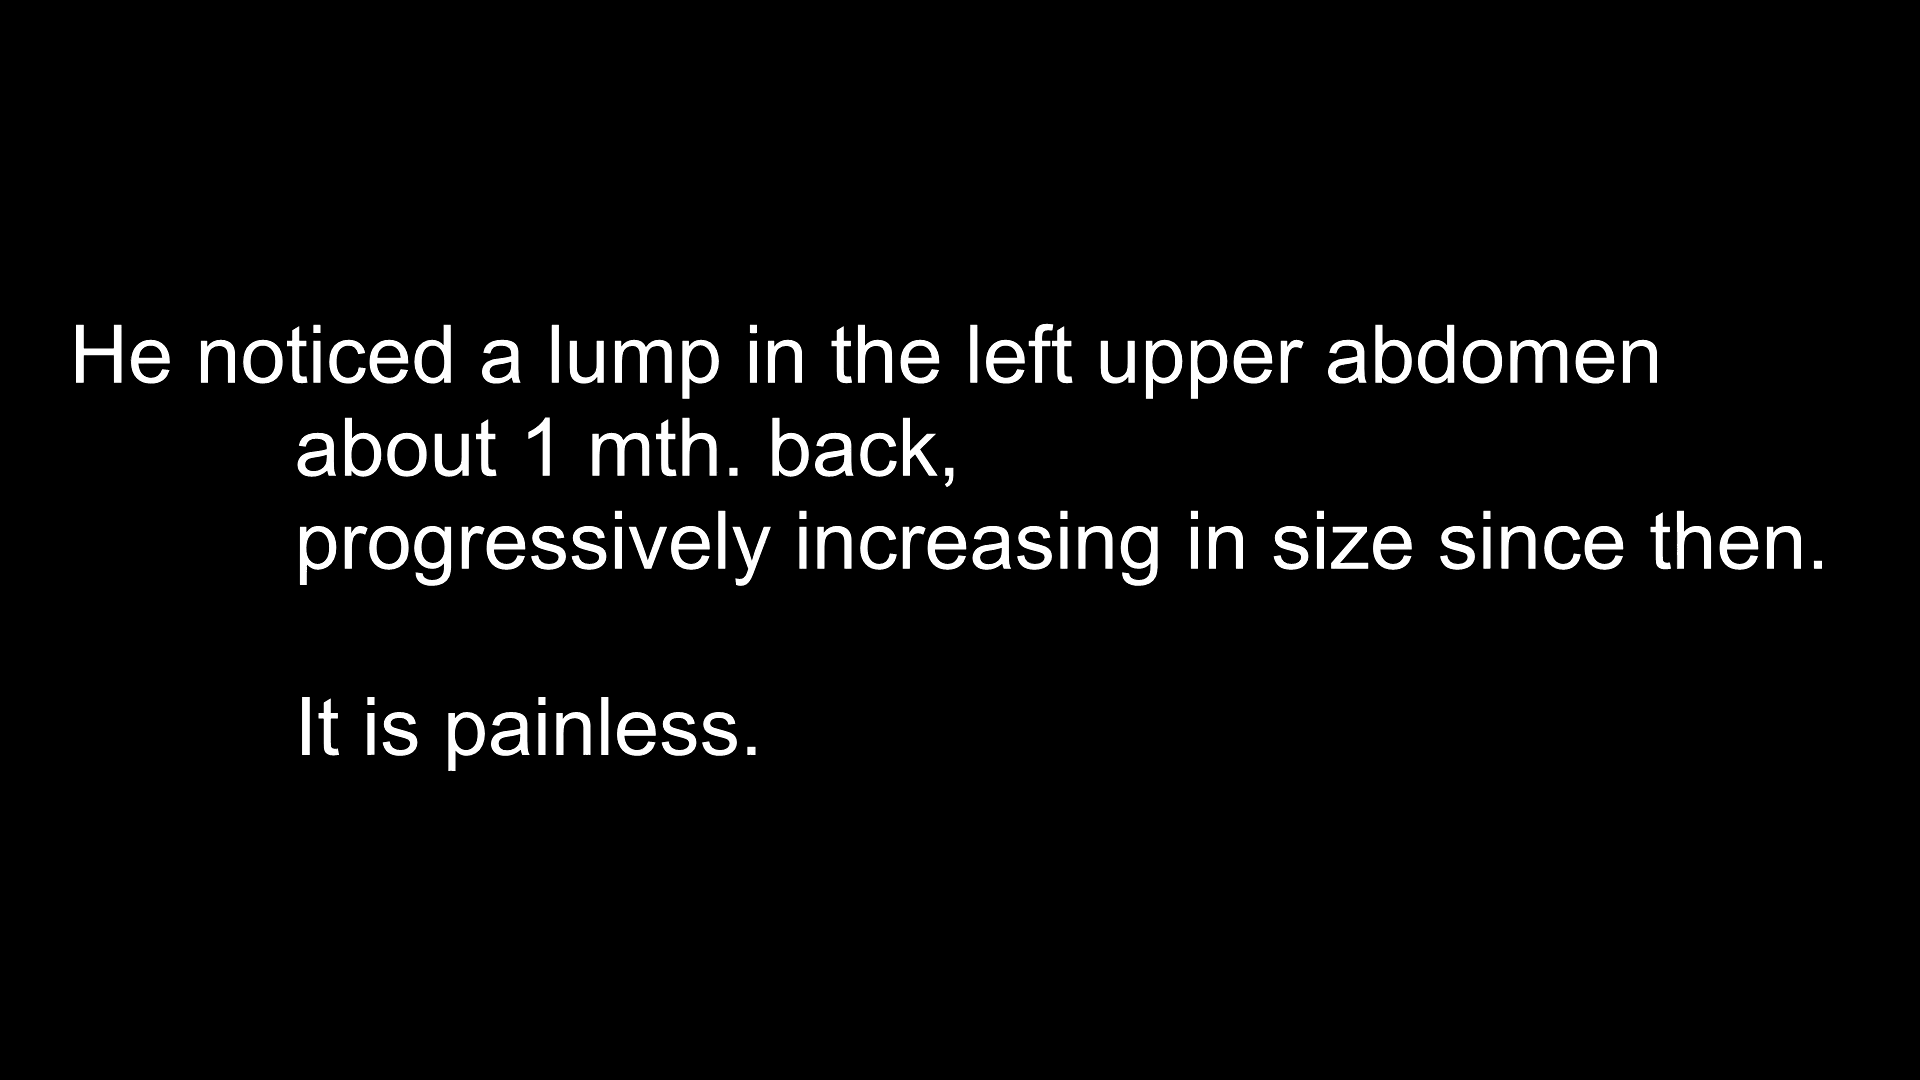 He noticed a lump in the left upper abdomen
about 1 mth. back,
progressively increasing in size since then.
It is painless.